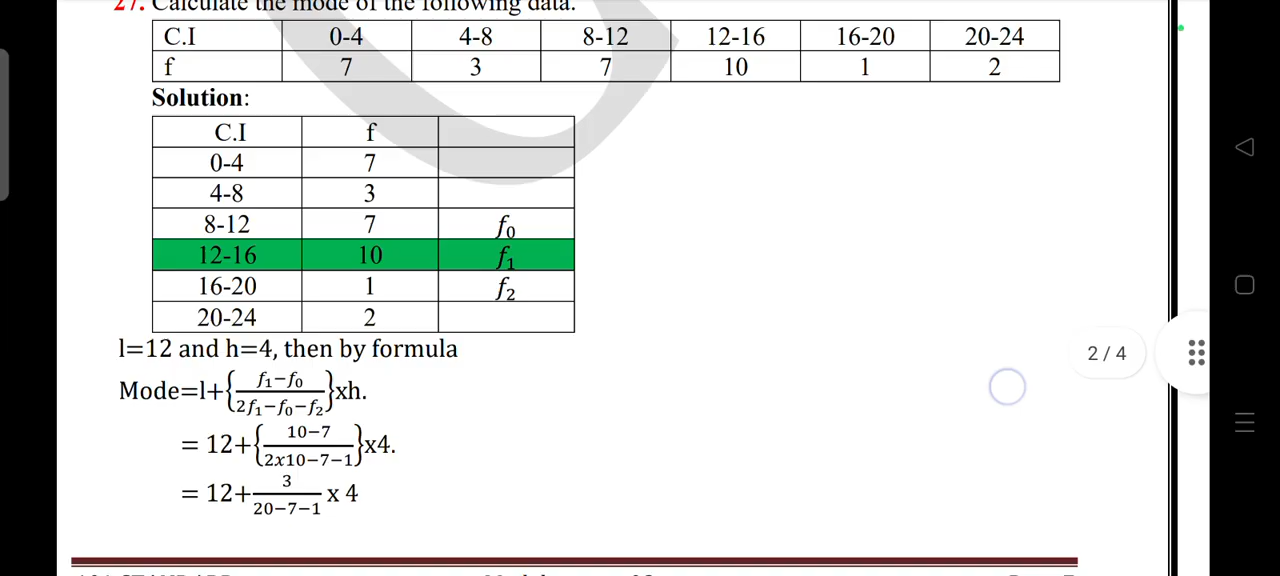 27. Calculate the mode of the following data.
C.I 0-4 4-8 8-12 12-16 16-20 20-24
f 7 3 7 10 1 2
Solution:
C.I f
0-4 7
4-8 3
8-12 7 f₀
12-16 10 f₁
16-20 1 f₂
20-24 2
l=12 and h=4, then by formula
Mode=l+{(f₁−f₀)/(2f₁−f₀−f₂)}xh.
= 12+{(10−7)/(2x10−7−1)}x4.
= 12+3/(20−7−1) x 4
2 / 4